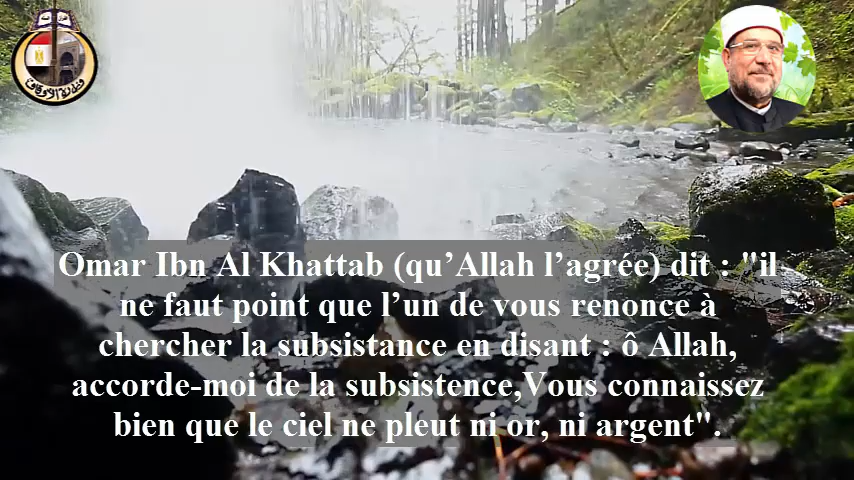 وزارة الأوقاف
Omar Ibn Al Khattab (qu’Allah l’agrée) dit : "il
ne faut point que l’un de vous renonce à
chercher la subsistance en disant : ô Allah,
accorde-moi de la subsistence,Vous connaissez
bien que le ciel ne pleut ni or, ni argent".